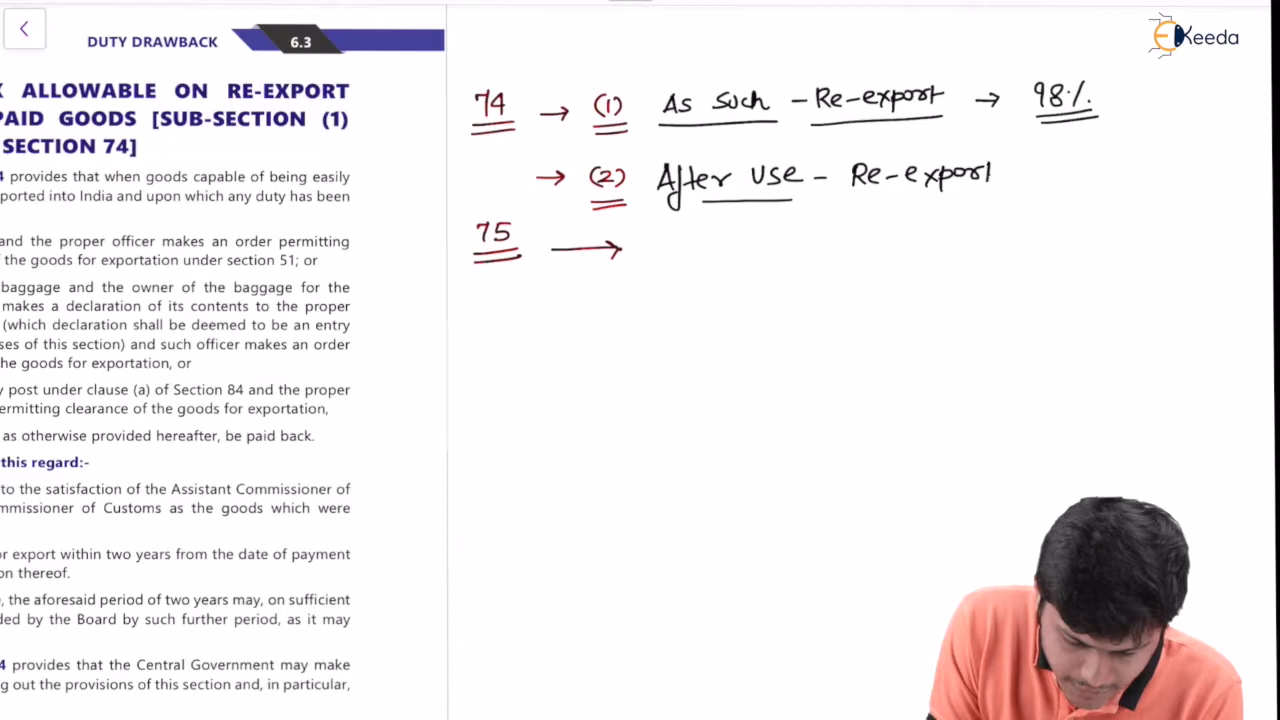 DUTY DRAWBACK 6.3
ALLOWABLE ON RE-EXPORT
PAID GOODS [SUB-SECTION (1)
SECTION 74]
4 provides that when goods capable of being easily
ported into India and upon which any duty has been
and the proper officer makes an order permitting
the goods for exportation under section 51; or
baggage and the owner of the baggage for the
makes a declaration of its contents to the proper
(which declaration shall be deemed to be an entry
ses of this section) and such officer makes an order
he goods for exportation, or
y post under clause (a) of Section 84 and the proper
ermitting clearance of the goods for exportation,
as otherwise provided hereafter, be paid back.
this regard:-
to the satisfaction of the Assistant Commissioner of
mmissioner of Customs as the goods which were
or export within two years from the date of payment
on thereof.
, the aforesaid period of two years may, on sufficient
ded by the Board by such further period, as it may
4 provides that the Central Government may make
g out the provisions of this section and, in particular,
EKeeda
74 → (1) As such - Re-export → 98%.
→ (2) After use - Re-export
75 →